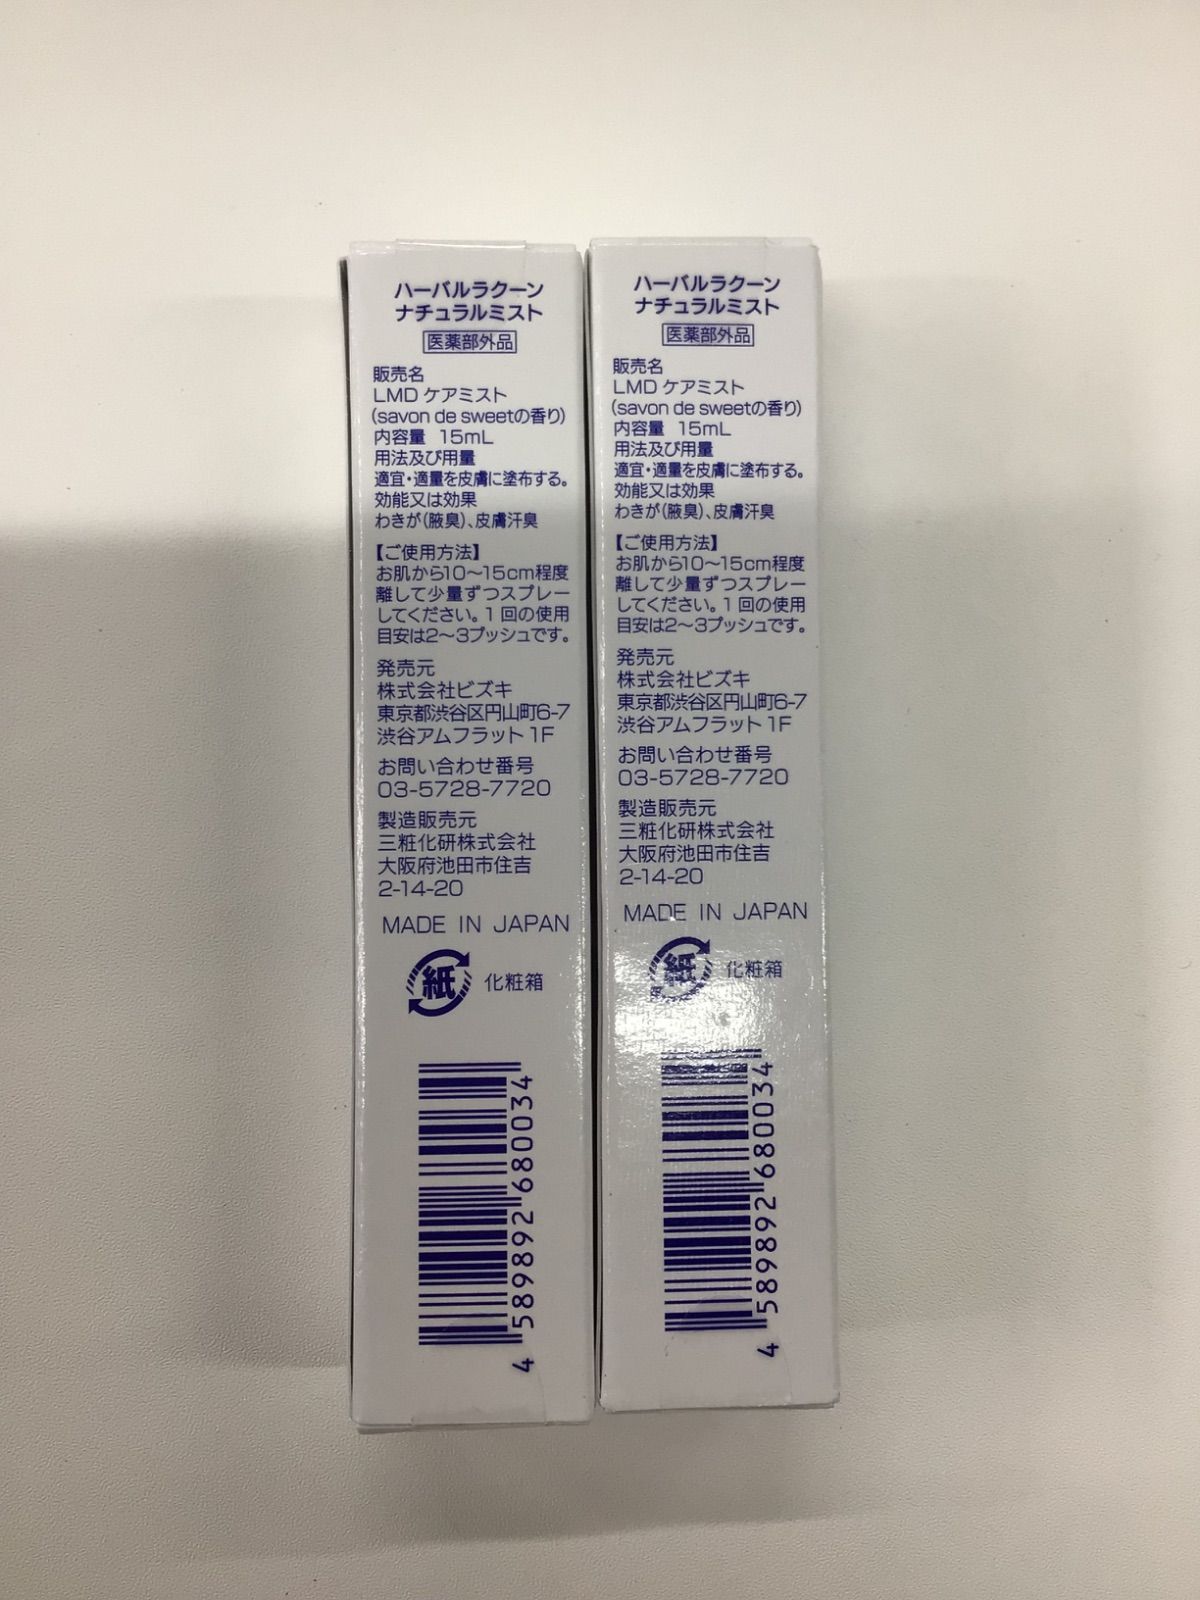 ハーバルラクーン
ナチュラルミスト
医薬部外品
販売名
LMD ケアミスト
(savon de sweetの香り)
内容量 15mL
用法及び用量
適宜・適量を皮膚に塗布する。
効能又は効果
わきが(腋臭)、皮膚汗臭
【ご使用方法】
お肌から10〜15cm程度
離して少量ずつスプレー
してください。1回の使用
目安は2〜3プッシュです。
発売元
株式会社ビズキ
東京都渋谷区円山町6-7
渋谷アムフラット1F
お問い合わせ番号
03-5728-7720
製造販売元
三粧化研株式会社
大阪府池田市住吉
2-14-20
MADE IN JAPAN
紙 化粧箱
4 589892 680034
ハーバルラクーン
ナチュラルミスト
医薬部外品
販売名
LMD ケアミスト
(savon de sweetの香り)
内容量 15mL
用法及び用量
適宜・適量を皮膚に塗布する。
効能又は効果
わきが(腋臭)、皮膚汗臭
【ご使用方法】
お肌から10〜15cm程度
離して少量ずつスプレー
してください。1回の使用
目安は2〜3プッシュです。
発売元
株式会社ビズキ
東京都渋谷区円山町6-7
渋谷アムフラット1F
お問い合わせ番号
03-5728-7720
製造販売元
三粧化研株式会社
大阪府池田市住吉
2-14-20
MADE IN JAPAN
紙 化粧箱
4 589892 680034